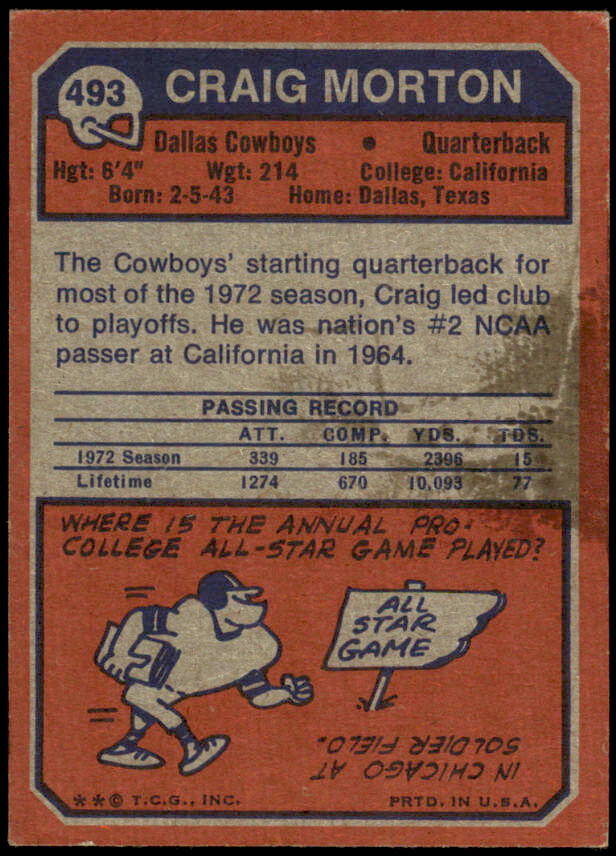 493
CRAIG MORTON
Dallas Cowboys • Quarterback
Hgt: 6'4" Wgt: 214 College: California
Born: 2-5-43 Home: Dallas, Texas
The Cowboys' starting quarterback for
most of the 1972 season, Craig led club
to playoffs. He was nation's #2 NCAA
passer at California in 1964.
PASSING RECORD
ATT. COMP. YDS. TDS.
1972 Season 339 185 2396 15
Lifetime 1274 670 10,093 77
WHERE IS THE ANNUAL PRO-
COLLEGE ALL-STAR GAME PLAYED?
ALL
STAR
GAME
IN CHICAGO AT
SOLDIER FIELD.
**© T.C.G., INC. PRTD. IN U.S.A.